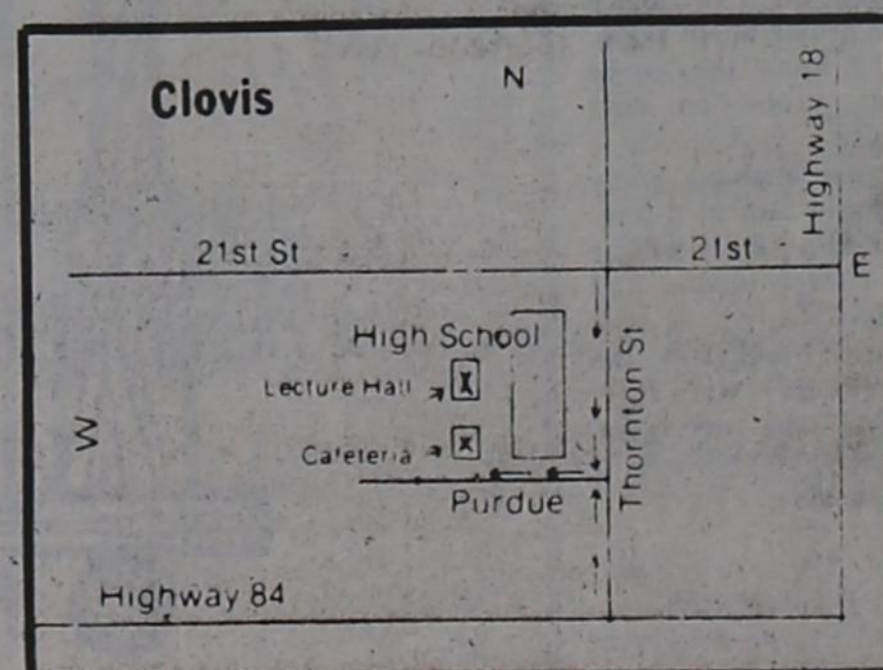 Clovis
N
Highway 18
21st St
21st
E
High School
Lecture Hall
W
Thornton St
Cafeteria
Purdue
Highway 84